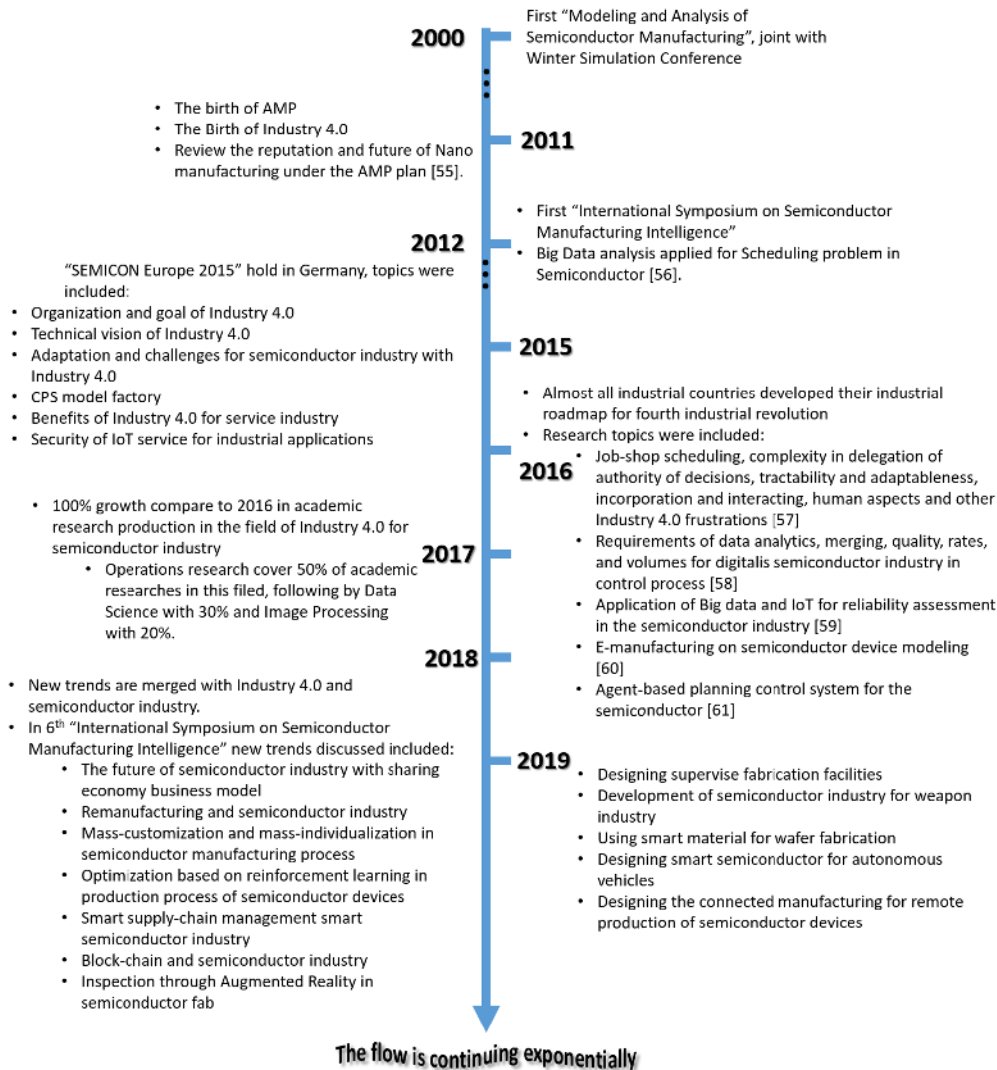 2000
First “Modeling and Analysis of
Semiconductor Manufacturing”, joint with
Winter Simulation Conference
• The birth of AMP
• The Birth of Industry 4.0
• Review the reputation and future of Nano
manufacturing under the AMP plan [55].
2011
• First “International Symposium on Semiconductor
Manufacturing Intelligence”
• Big Data analysis applied for Scheduling problem in
Semiconductor [56].
2012
“SEMICON Europe 2015” hold in Germany, topics were
included:
• Organization and goal of Industry 4.0
• Technical vision of Industry 4.0
• Adaptation and challenges for semiconductor industry with
Industry 4.0
• CPS model factory
• Benefits of Industry 4.0 for service industry
• Security of IoT service for industrial applications
2015
• Almost all industrial countries developed their industrial
roadmap for fourth industrial revolution
• Research topics were included:
• Job-shop scheduling, complexity in delegation of
authority of decisions, tractability and adaptableness,
incorporation and interacting, human aspects and other
Industry 4.0 frustrations [57]
• Requirements of data analytics, merging, quality, rates,
and volumes for digitalis semiconductor industry in
control process [58]
• Application of Big data and IoT for reliability assessment
in the semiconductor industry [59]
• E-manufacturing on semiconductor device modeling
[60]
• Agent-based planning control system for the
semiconductor [61]
2016
• 100% growth compare to 2016 in academic
research production in the field of Industry 4.0 for
semiconductor industry
• Operations research cover 50% of academic
researches in this filed, following by Data
Science with 30% and Image Processing
with 20%.
2017
2018
• New trends are merged with Industry 4.0 and
semiconductor industry.
• In 6th “International Symposium on Semiconductor
Manufacturing Intelligence” new trends discussed included:
• The future of semiconductor industry with sharing
economy business model
• Remanufacturing and semiconductor industry
• Mass-customization and mass-individualization in
semiconductor manufacturing process
• Optimization based on reinforcement learning in
production process of semiconductor devices
• Smart supply-chain management smart
semiconductor industry
• Block-chain and semiconductor industry
• Inspection through Augmented Reality in
semiconductor fab
2019
• Designing supervise fabrication facilities
• Development of semiconductor industry for weapon
industry
• Using smart material for wafer fabrication
• Designing smart semiconductor for autonomous
vehicles
• Designing the connected manufacturing for remote
production of semiconductor devices
The flow is continuing exponentially